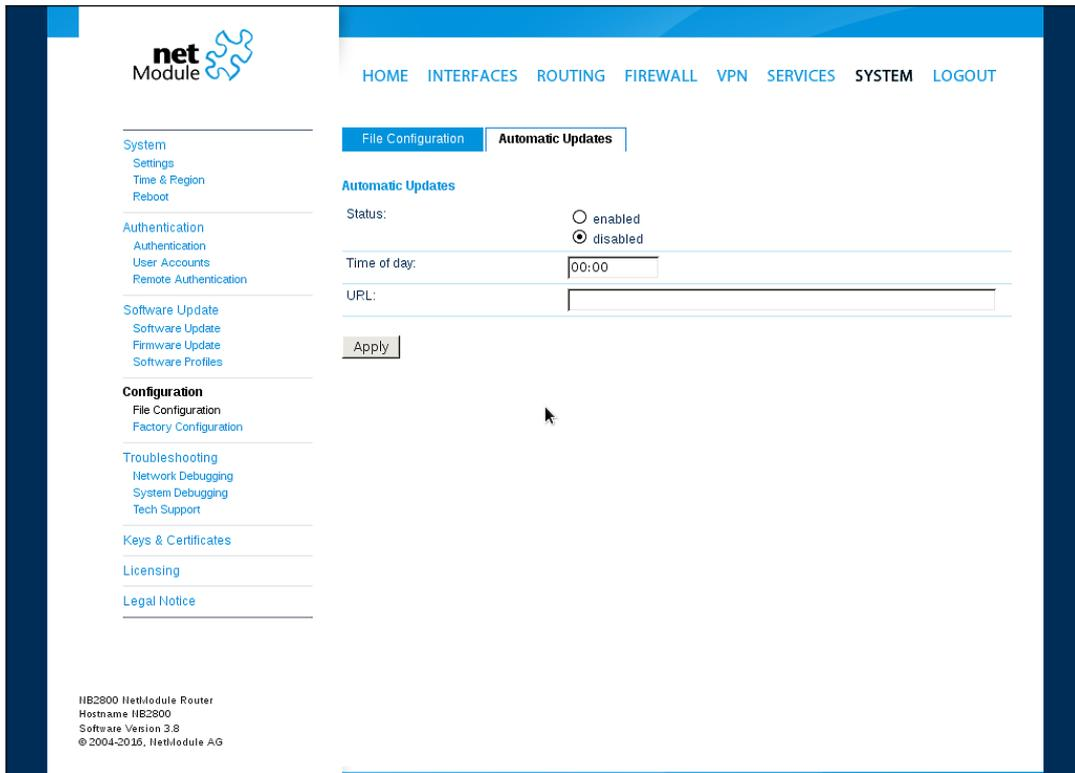 net
Module
HOME INTERFACES ROUTING FIREWALL VPN SERVICES SYSTEM LOGOUT
System
Settings
Time & Region
Reboot
Authentication
Authentication
User Accounts
Remote Authentication
Software Update
Software Update
Firmware Update
Software Profiles
Configuration
File Configuration
Factory Configuration
Troubleshooting
Network Debugging
System Debugging
Tech Support
Keys & Certificates
Licensing
Legal Notice
NB2800 NetModule Router
Hostname NB2800
Software Version 3.8
© 2004-2016, NetModule AG
File Configuration Automatic Updates
Automatic Updates
Status: enabled
disabled
Time of day: 00:00
URL:
Apply